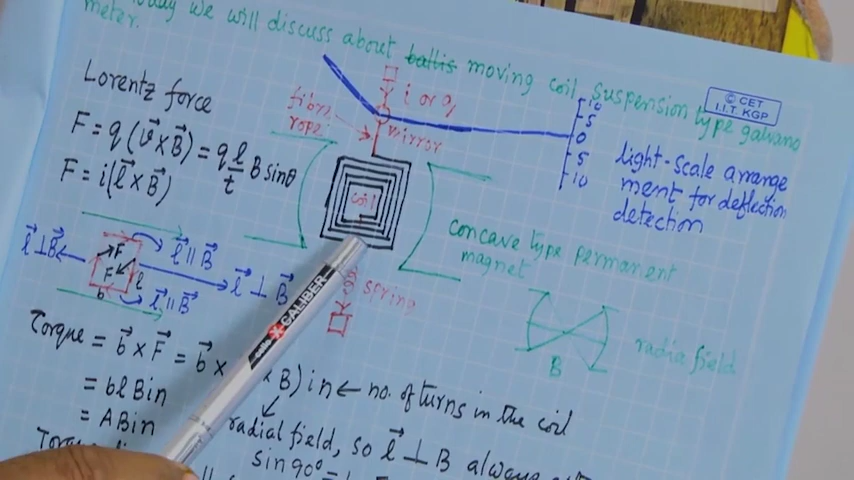 today we will discuss about ballis moving coil suspension type galvano
meter.
© CET
I.I.T. KGP
Lorentz force
F = q(v⃗×B⃗) = q l/t B sinθ
F = i(l⃗×B⃗)
i or q
fibre
rope
mirror
coil
spring
10
5
0
5
10
light-scale arrange
ment for deflection
detection
concave type permanent
magnet
B
radial field
l⃗⊥B⃗
F
F
l
b
l⃗||B⃗
l⃗||B⃗
l⃗ ⊥ B⃗
CALIBER
Torque = b⃗ × F⃗ = b⃗ × × B) in ← no. of turns in the coil
= blBin
= ABin
radial field, so l⃗ ⊥ B always
sin90° =